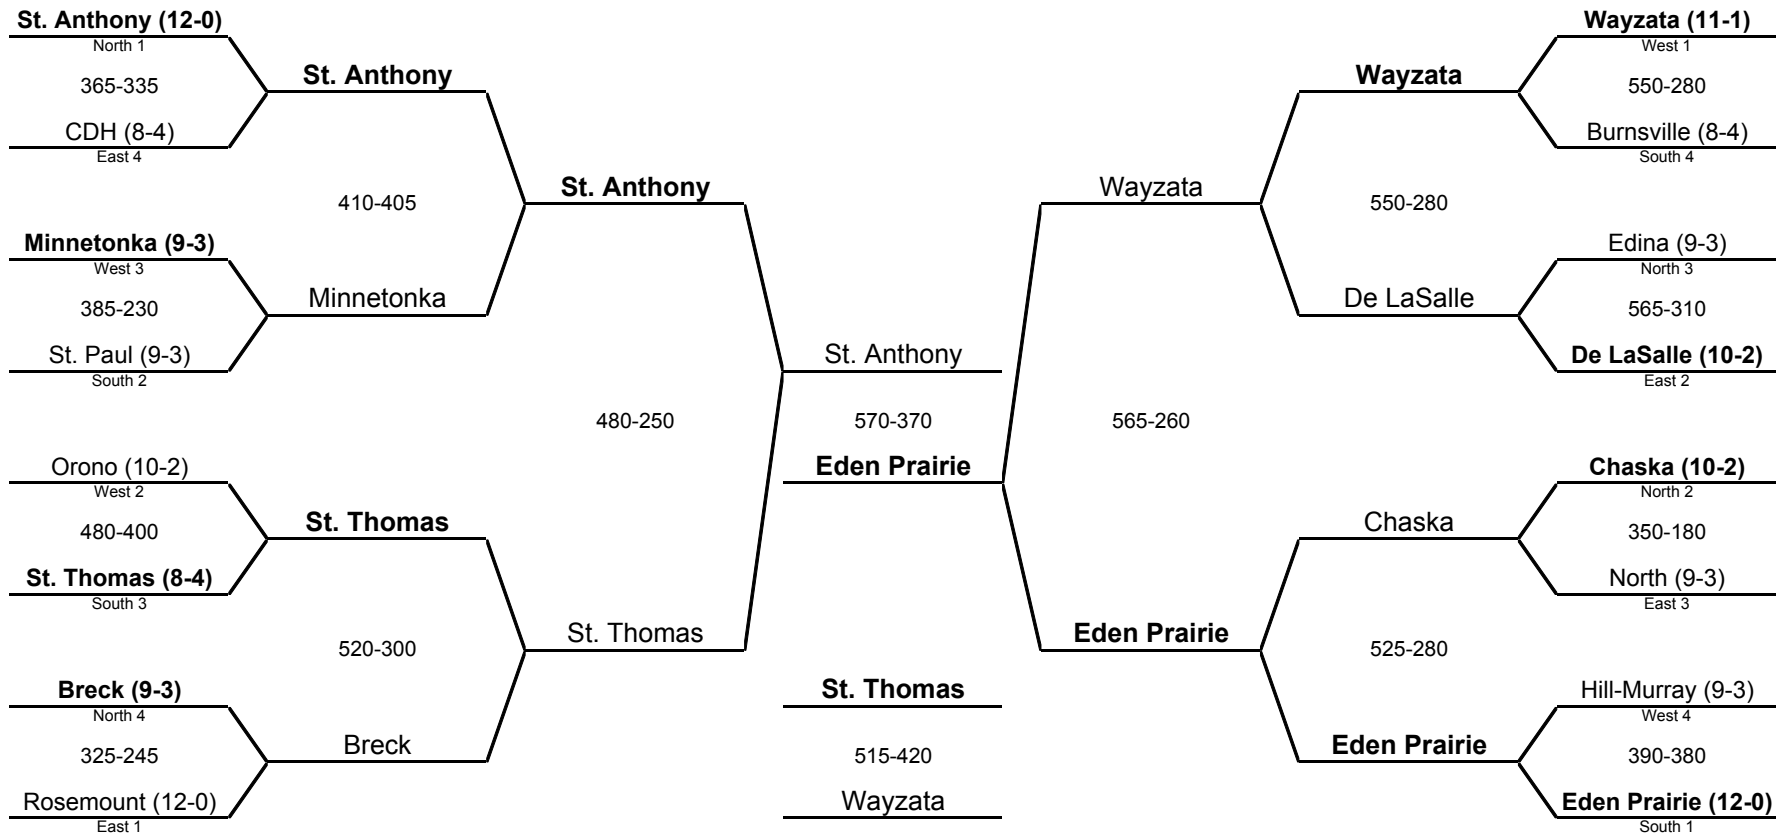 St. Anthony (12-0)
North 1
365-335
CDH (8-4)
East 4
St. Anthony
410-405
Minnetonka (9-3)
West 3
385-230
St. Paul (9-3)
South 2
Minnetonka
St. Anthony
480-250
Orono (10-2)
West 2
480-400
St. Thomas (8-4)
South 3
St. Thomas
520-300
Breck (9-3)
North 4
325-245
Rosemount (12-0)
East 1
Breck
St. Thomas
St. Anthony
570-370
Eden Prairie
St. Thomas
515-420
Wayzata
Wayzata
565-260
Eden Prairie
Wayzata
550-280
De LaSalle
Chaska
525-280
Eden Prairie
Wayzata (11-1)
West 1
550-280
Burnsville (8-4)
South 4
Edina (9-3)
North 3
565-310
De LaSalle (10-2)
East 2
Chaska (10-2)
North 2
350-180
North (9-3)
East 3
Hill-Murray (9-3)
West 4
390-380
Eden Prairie (12-0)
South 1